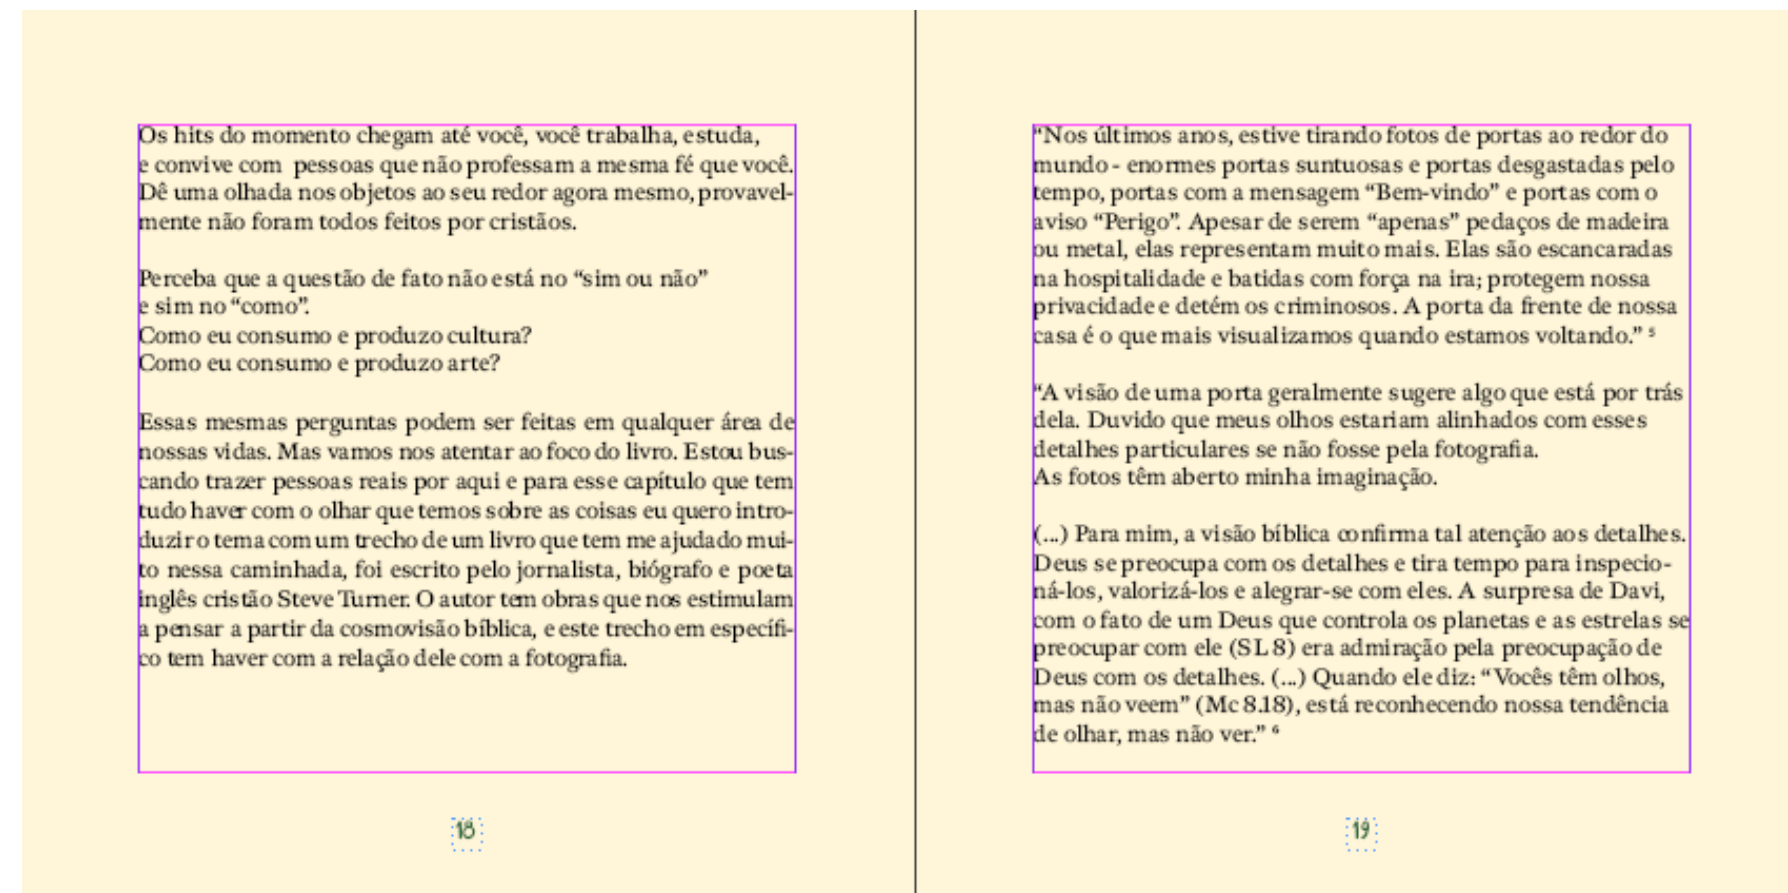 Os hits do momento chegam até você, você trabalha, estuda,
e convive com pessoas que não professam a mesma fé que você.
Dê uma olhada nos objetos ao seu redor agora mesmo, provavel-
mente não foram todos feitos por cristãos.
Perceba que a questão de fato não está no “sim ou não”
e sim no “como”.
Como eu consumo e produzo cultura?
Como eu consumo e produzo arte?
Essas mesmas perguntas podem ser feitas em qualquer área de
nossas vidas. Mas vamos nos atentar ao foco do livro. Estou bus-
cando trazer pessoas reais por aqui e para esse capítulo que tem
tudo haver com o olhar que temos sobre as coisas eu quero intro-
duzir o tema com um trecho de um livro que tem me ajudado mui-
to nessa caminhada, foi escrito pelo jornalista, biógrafo e poeta
inglês cristão Steve Turner. O autor tem obras que nos estimulam
a pensar a partir da cosmovisão bíblica, e este trecho em específi-
co tem haver com a relação dele com a fotografia.
18
“Nos últimos anos, estive tirando fotos de portas ao redor do
mundo - enormes portas suntuosas e portas desgastadas pelo
tempo, portas com a mensagem “Bem-vindo” e portas com o
aviso “Perigo”. Apesar de serem “apenas” pedaços de madeira
ou metal, elas representam muito mais. Elas são escancaradas
na hospitalidade e batidas com força na ira; protegem nossa
privacidade e detém os criminosos. A porta da frente de nossa
casa é o que mais visualizamos quando estamos voltando.” ⁵
“A visão de uma porta geralmente sugere algo que está por trás
dela. Duvido que meus olhos estariam alinhados com esses
detalhes particulares se não fosse pela fotografia.
As fotos têm aberto minha imaginação.
(...) Para mim, a visão bíblica confirma tal atenção aos detalhes.
Deus se preocupa com os detalhes e tira tempo para inspecio-
ná-los, valorizá-los e alegrar-se com eles. A surpresa de Davi,
com o fato de um Deus que controla os planetas e as estrelas se
preocupar com ele (SL 8) era admiração pela preocupação de
Deus com os detalhes. (...) Quando ele diz: “Vocês têm olhos,
mas não veem” (Mc 8.18), está reconhecendo nossa tendência
de olhar, mas não ver.” ⁶
19